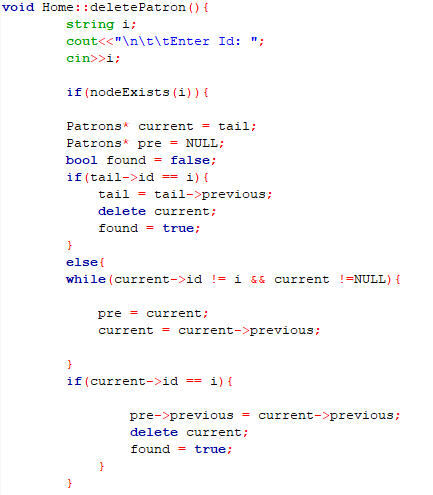 void Home::deletePatron(){
string i;
cout<<"\n\t\tEnter Id: ";
cin>>i;
if(nodeExists(i)){
Patrons* current = tail;
Patrons* pre = NULL;
bool found = false;
if(tail->id == i){
tail = tail->previous;
delete current;
found = true;
}
else{
while(current->id != i && current !=NULL){
pre = current;
current = current->previous;
}
if(current->id == i){
pre->previous = current->previous;
delete current;
found = true;
}
}